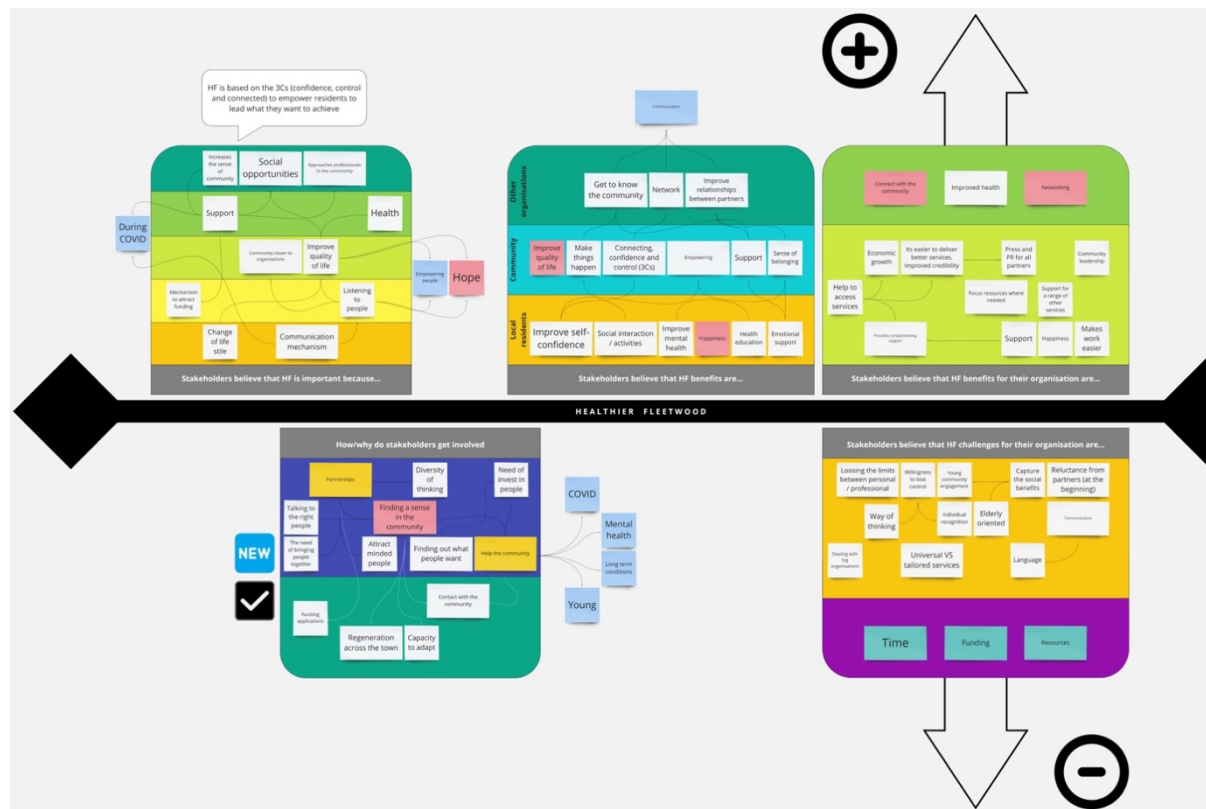 HF is based on the 3Cs (confidence, control
and connected) to empower residents to
lead what they want to achieve
Increases
the sense
of
community
Social
opportunities
Approaches professionals
to the community
Support
Health
During
COVID
Community closer to
organisations
Improve
quality
of life
Empowering
people
Hope
Mechanism
to attract
funding
Listening
to
people
Change
of life
stile
Communication
mechanism
Stakeholders believe that HF is important because...
Communication
Other
organisations
Get to know
the community
Network
Improve
relationships
between partners
Community
Improve
quality
of life
Make
things
happen
Connecting,
confidence and
control (3Cs)
Empowering
Support
Sense of
belonging
Local
residents
Improve self-
confidence
Social interaction
/ activities
Improve
mental
health
Happiness
Health
education
Emotional
support
Stakeholders believe that HF benefits are...
Connect with the
community
Improved health
Networking
Economic
growth
Its easier to deliver
better services,
improved credibility
Press and
PR for all
partners
Community
leadership
Help to
access
services
Focus resources where
needed
Support for
a range of
other
services
Provides complementing
support
Support
Happiness
Makes
work
easier
Stakeholders believe that HF benefits for their organisation are...
HEALTHIER FLEETWOOD
How/why do stakeholders get involved
Partnerships
Diversity
of
thinking
Need of
invest in
people
Talking to
the right
people
Finding a sense
in the
community
The need
of bringing
people
together
Attract
minded
people
Finding out what
people want
Help the community
COVID
Mental
health
Long term
conditions
Young
NEW
Funding
applications
Contact with the
community
Regeneration
across the town
Capacity
to adapt
Stakeholders believe that HF challenges for their organisation are...
Loosing the limits
between personal
/ professional
Willingness
to lose
control
Young
community
engagement
Capture
the social
benefits
Reluctance from
partners (at the
beginning)
Way of
thinking
Individual
recognition
Elderly
oriented
Communication
Dealing with
big
organisations
Universal VS
tailored services
Language
Time
Funding
Resources